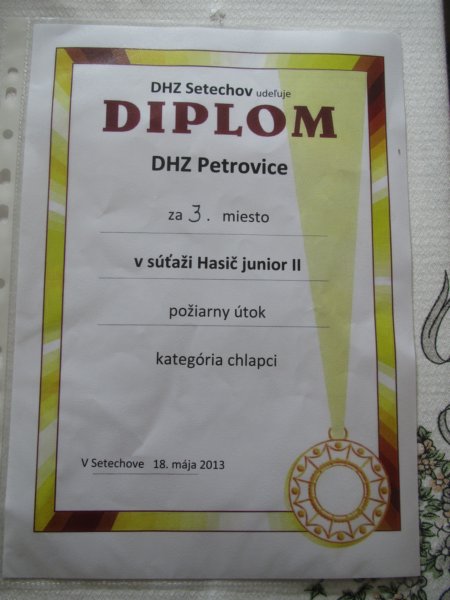 DHZ Setechov udeľuje
DIPLOM
DHZ Petrovice
za 3. miesto
v súťaži Hasič junior II
požiarny útok
kategória chlapci
V Setechove 18. mája 2013